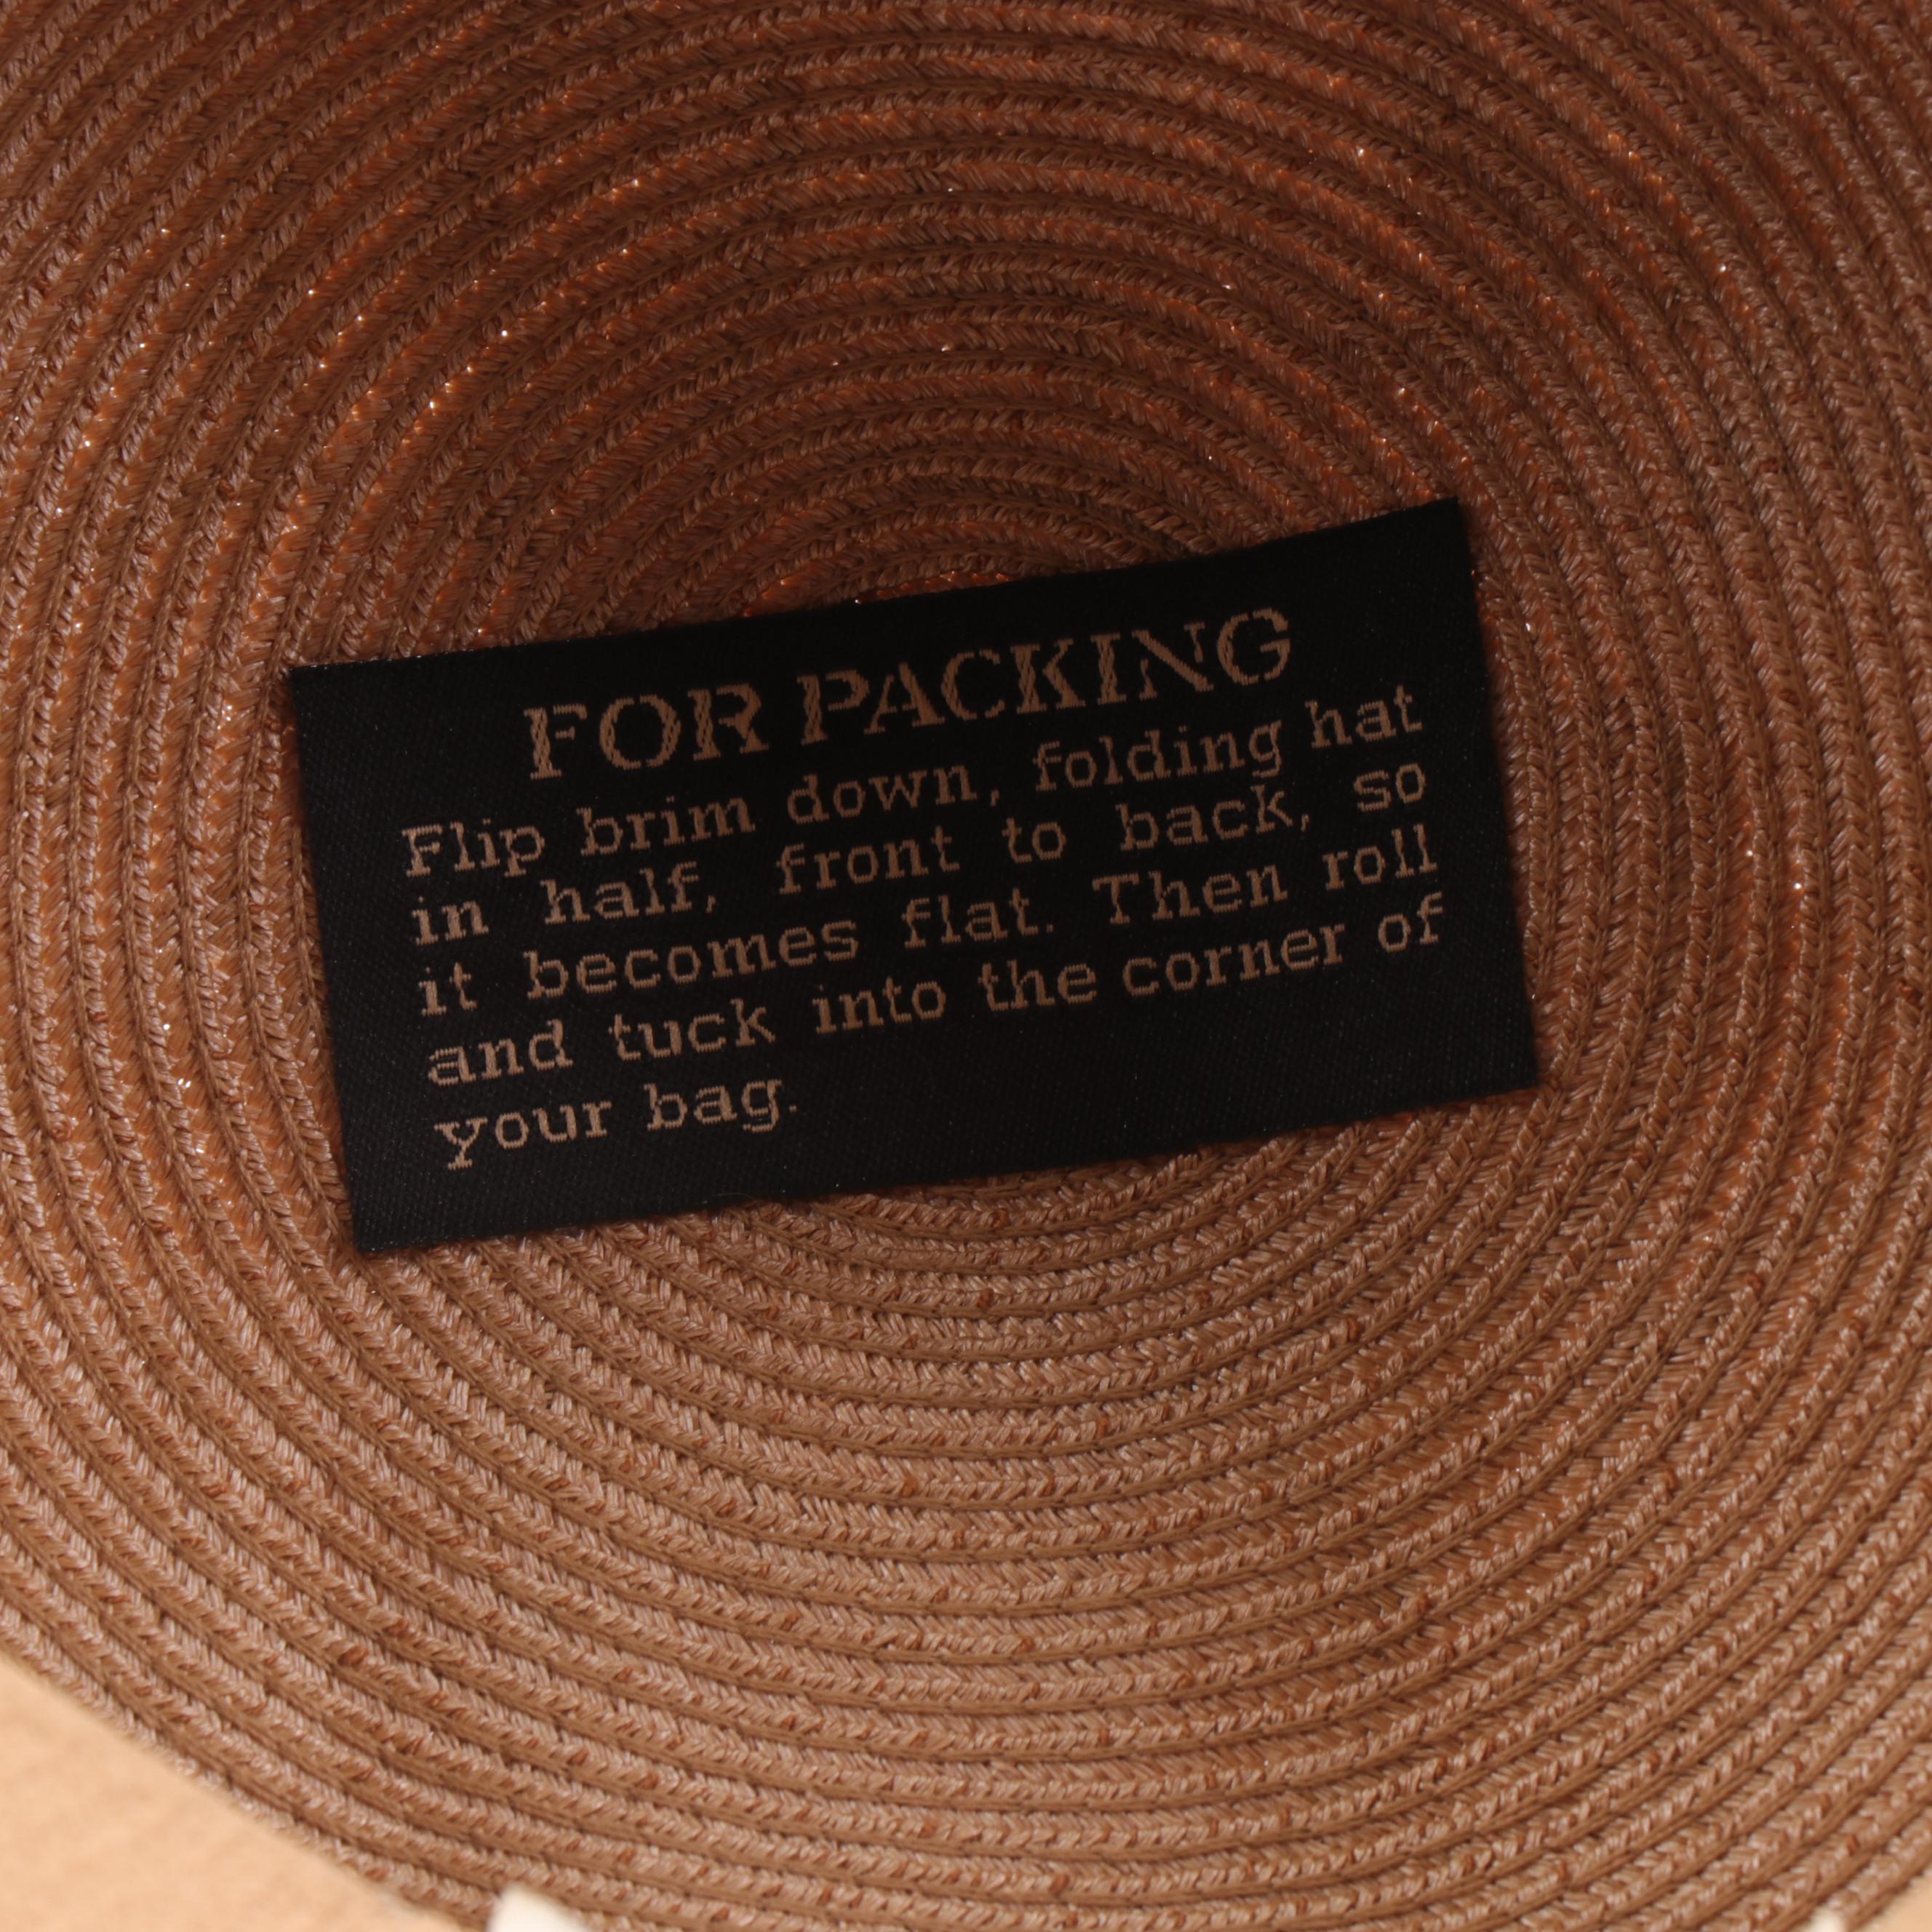 FOR PACKING
Flip brim down, folding hat
in half, front to back, so
it becomes flat. Then roll
and tuck into the corner of
your bag.